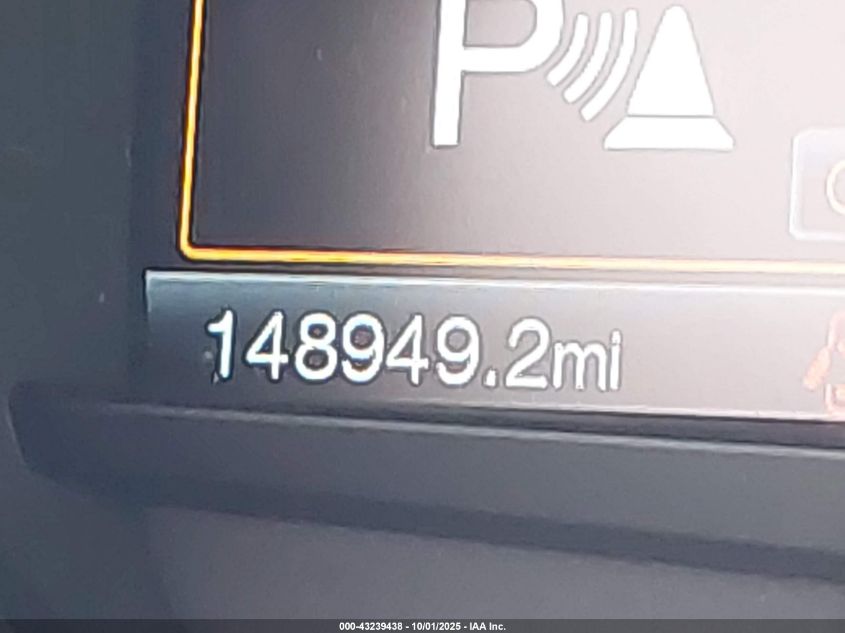 P
148949.2mi
000-43239438 - 10/01/2025 - IAA Inc.